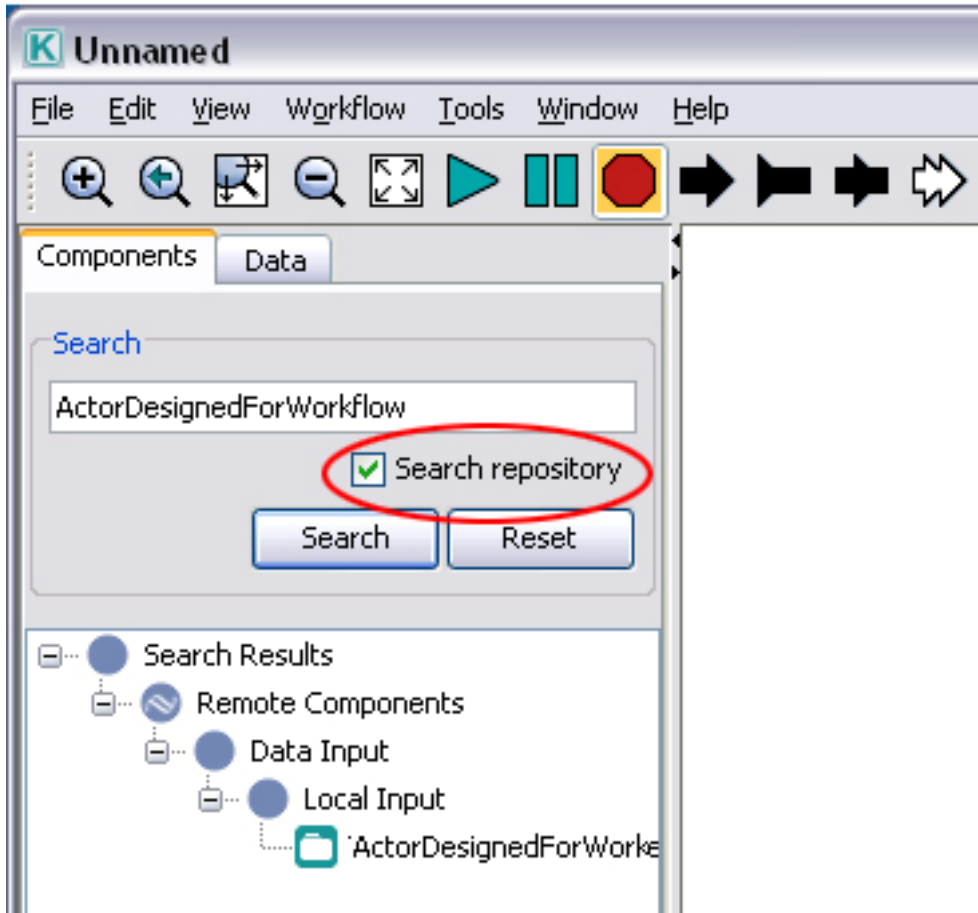 K Unnamed
File Edit View Workflow Tools Window Help
Components Data
Search
ActorDesignedForWorkflow
Search repository
Search Reset
Search Results
Remote Components
Data Input
Local Input
'ActorDesignedForWorke